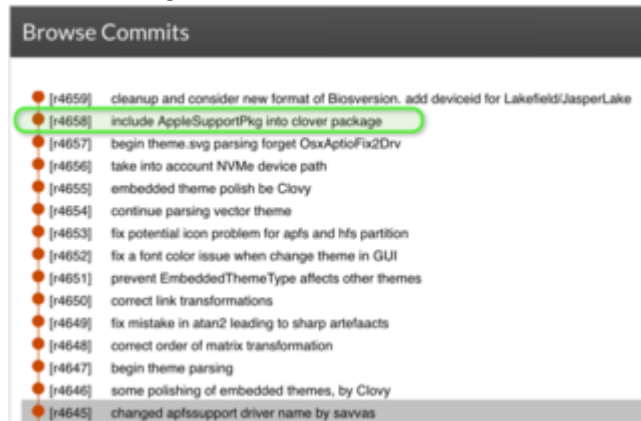 Browse Commits
[r4659] cleanup and consider new format of Biosversion. add deviceid for Lakefield/JasperLake
[r4658] include AppleSupportPkg into clover package
[r4657] begin theme.svg parsing forget OsxAptioFix2Drv
[r4656] take into account NVMe device path
[r4655] embedded theme polish be Clovy
[r4654] continue parsing vector theme
[r4653] fix potential icon problem for apfs and hfs partition
[r4652] fix a font color issue when change theme in GUI
[r4651] prevent EmbeddedThemeType affects other themes
[r4650] correct link transformations
[r4649] fix mistake in atan2 leading to sharp artefaacts
[r4648] correct order of matrix transformation
[r4647] begin theme parsing
[r4646] some polishing of embedded themes, by Clovy
[r4645] changed apfssupport driver name by savvas